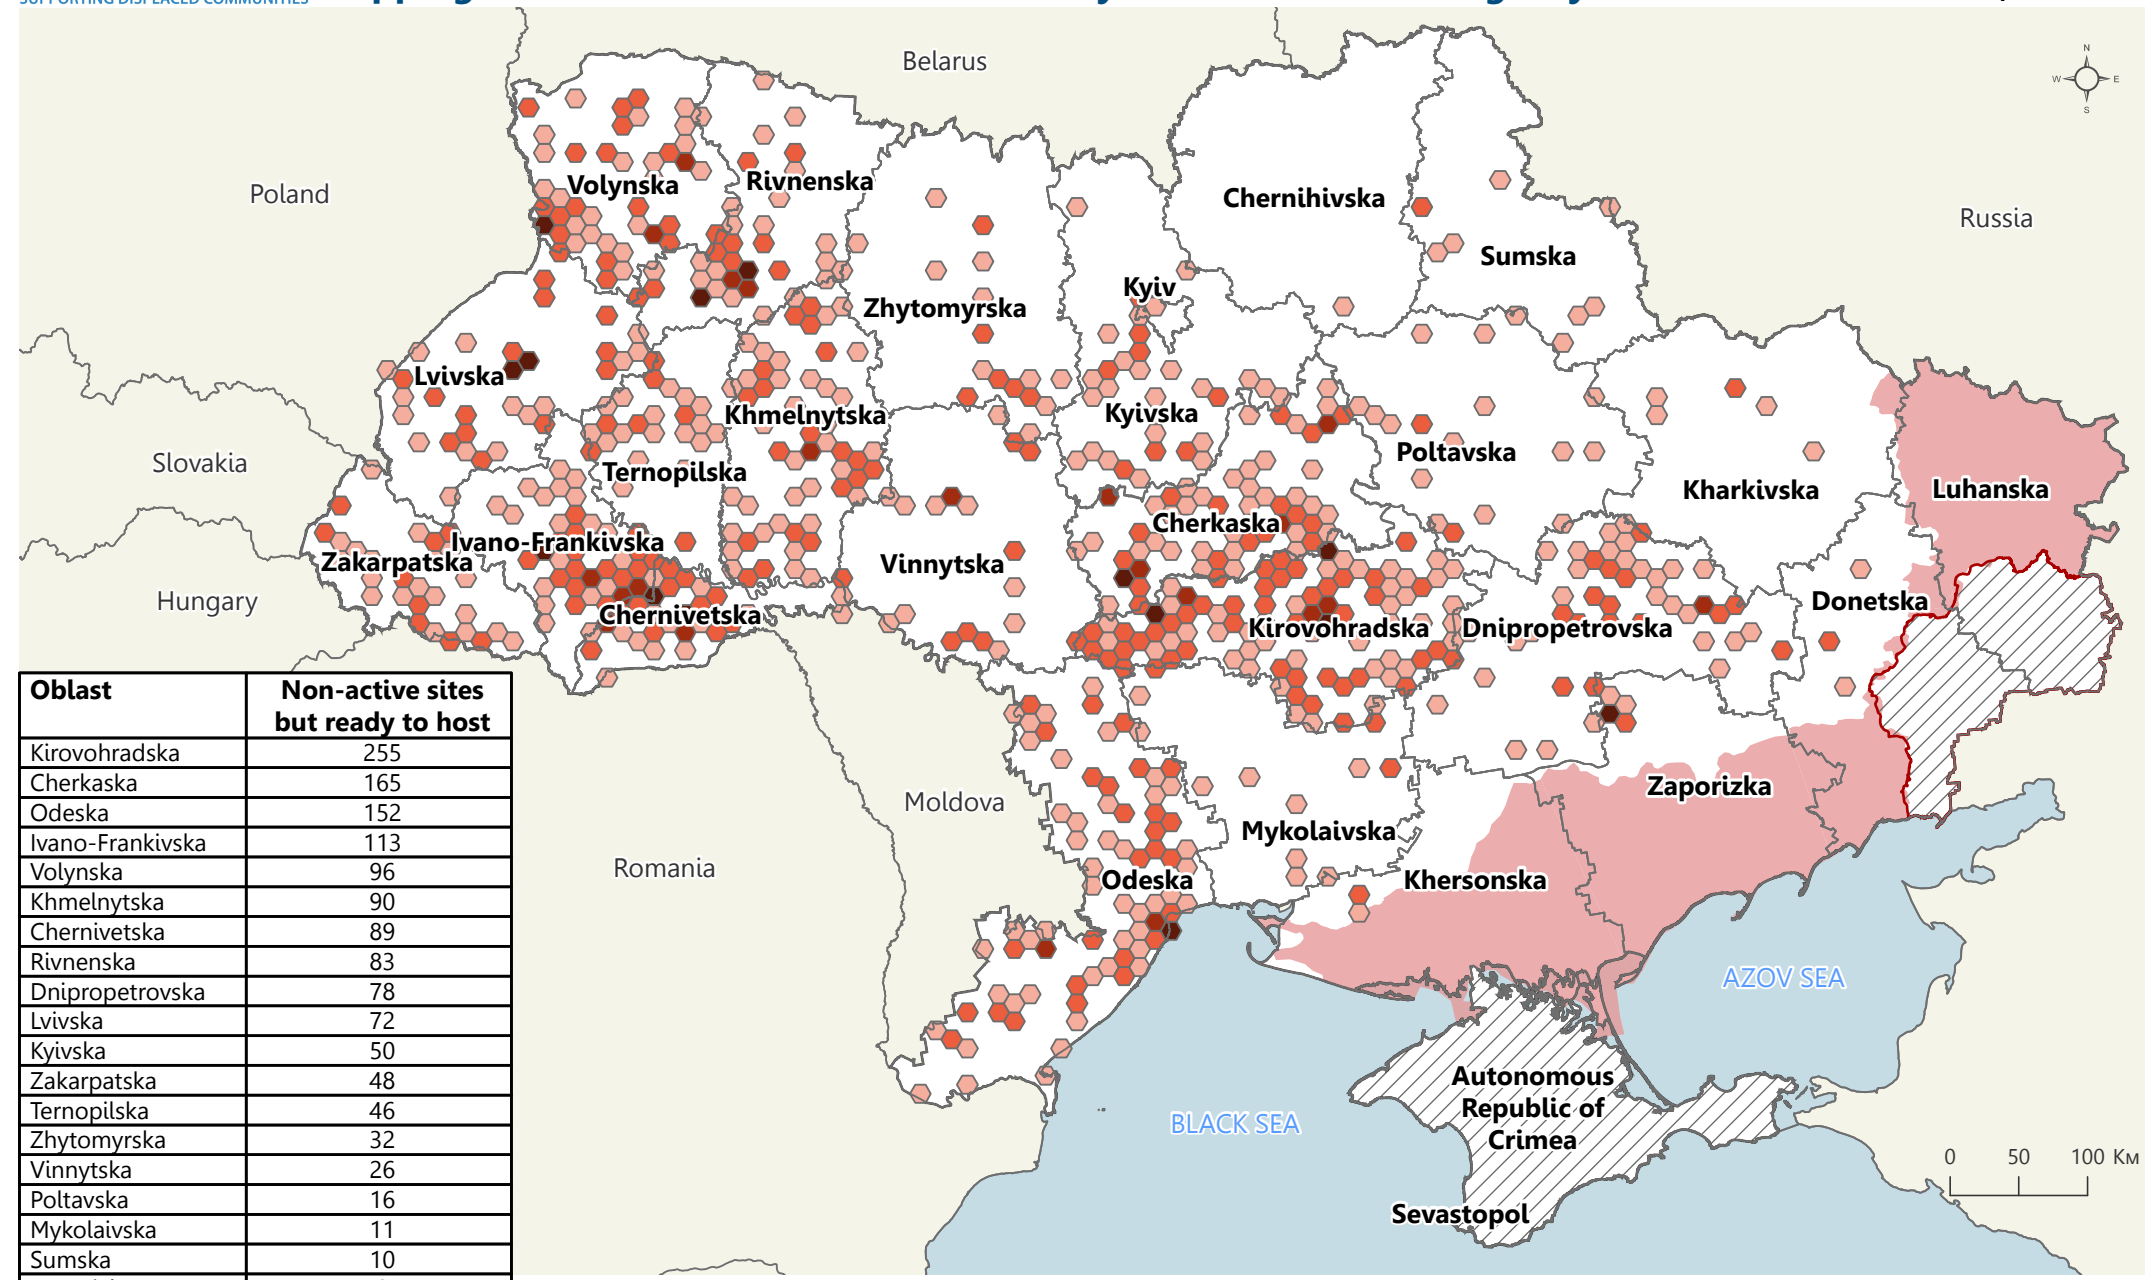 SUPPORTING DISPLACED COMMUNITIES
Belarus
N
W E
S
Poland
Volynska
Rivnenska
Chernihivska
Russia
Sumska
Kyiv
Zhytomyrska
Lvivska
Khmelnytska
Kyivska
Poltavska
Slovakia
Ternopilska
Kharkivska
Luhanska
Cherkaska
Ivano-Frankivska
Zakarpatska
Vinnytska
Hungary
Donetska
Chernivetska
Kirovohradska
Dnipropetrovska
Zaporizka
Moldova
Mykolaivska
Romania
Odeska
Khersonska
AZOV SEA
Autonomous
Republic of
Crimea
BLACK SEA
Sevastopol
0 50 100 Км
Oblast Non-active sites
but ready to host
Kirovohradska 255
Cherkaska 165
Odeska 152
Ivano-Frankivska 113
Volynska 96
Khmelnytska 90
Chernivetska 89
Rivnenska 83
Dnipropetrovska 78
Lvivska 72
Kyivska 50
Zakarpatska 48
Ternopilska 46
Zhytomyrska 32
Vinnytska 26
Poltavska 16
Mykolaivska 11
Sumska 10